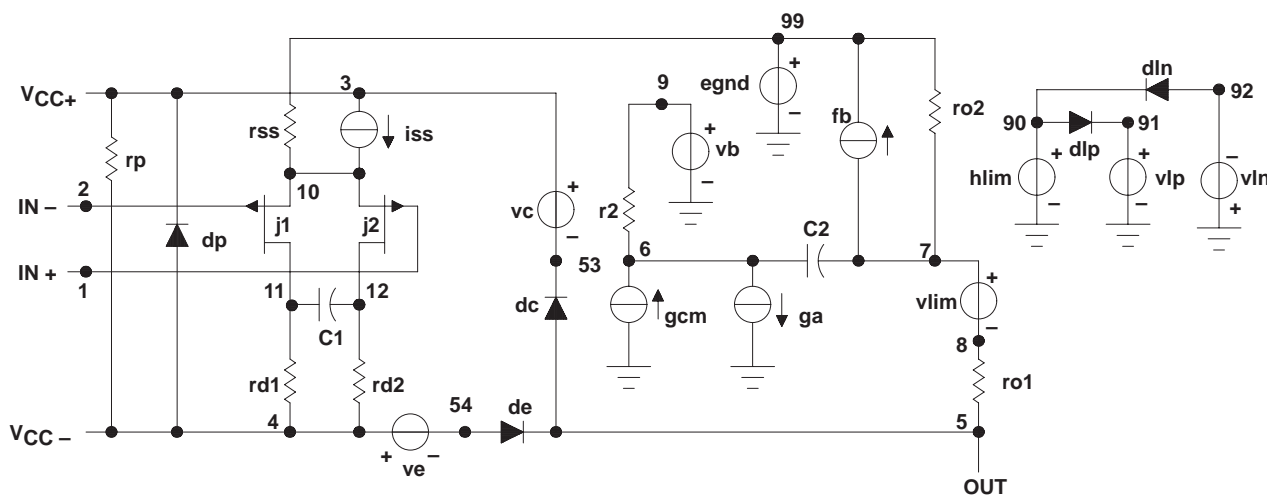 99
V CC+
3
9
egnd
dln
92
rss
iss
fb
ro2
90
91
rp
vb
dlp
2
10
hlim
vlp
vln
IN –
vc
r2
j1
j2
C2
dp
6
7
IN +
53
1
11
12
vlim
dc
gcm
ga
C1
8
rd1
rd2
ro1
54
de
4
5
V CC –
ve
OUT
+
–
+
–
+
–
+
–
+
–
+
–
–
+
+ –